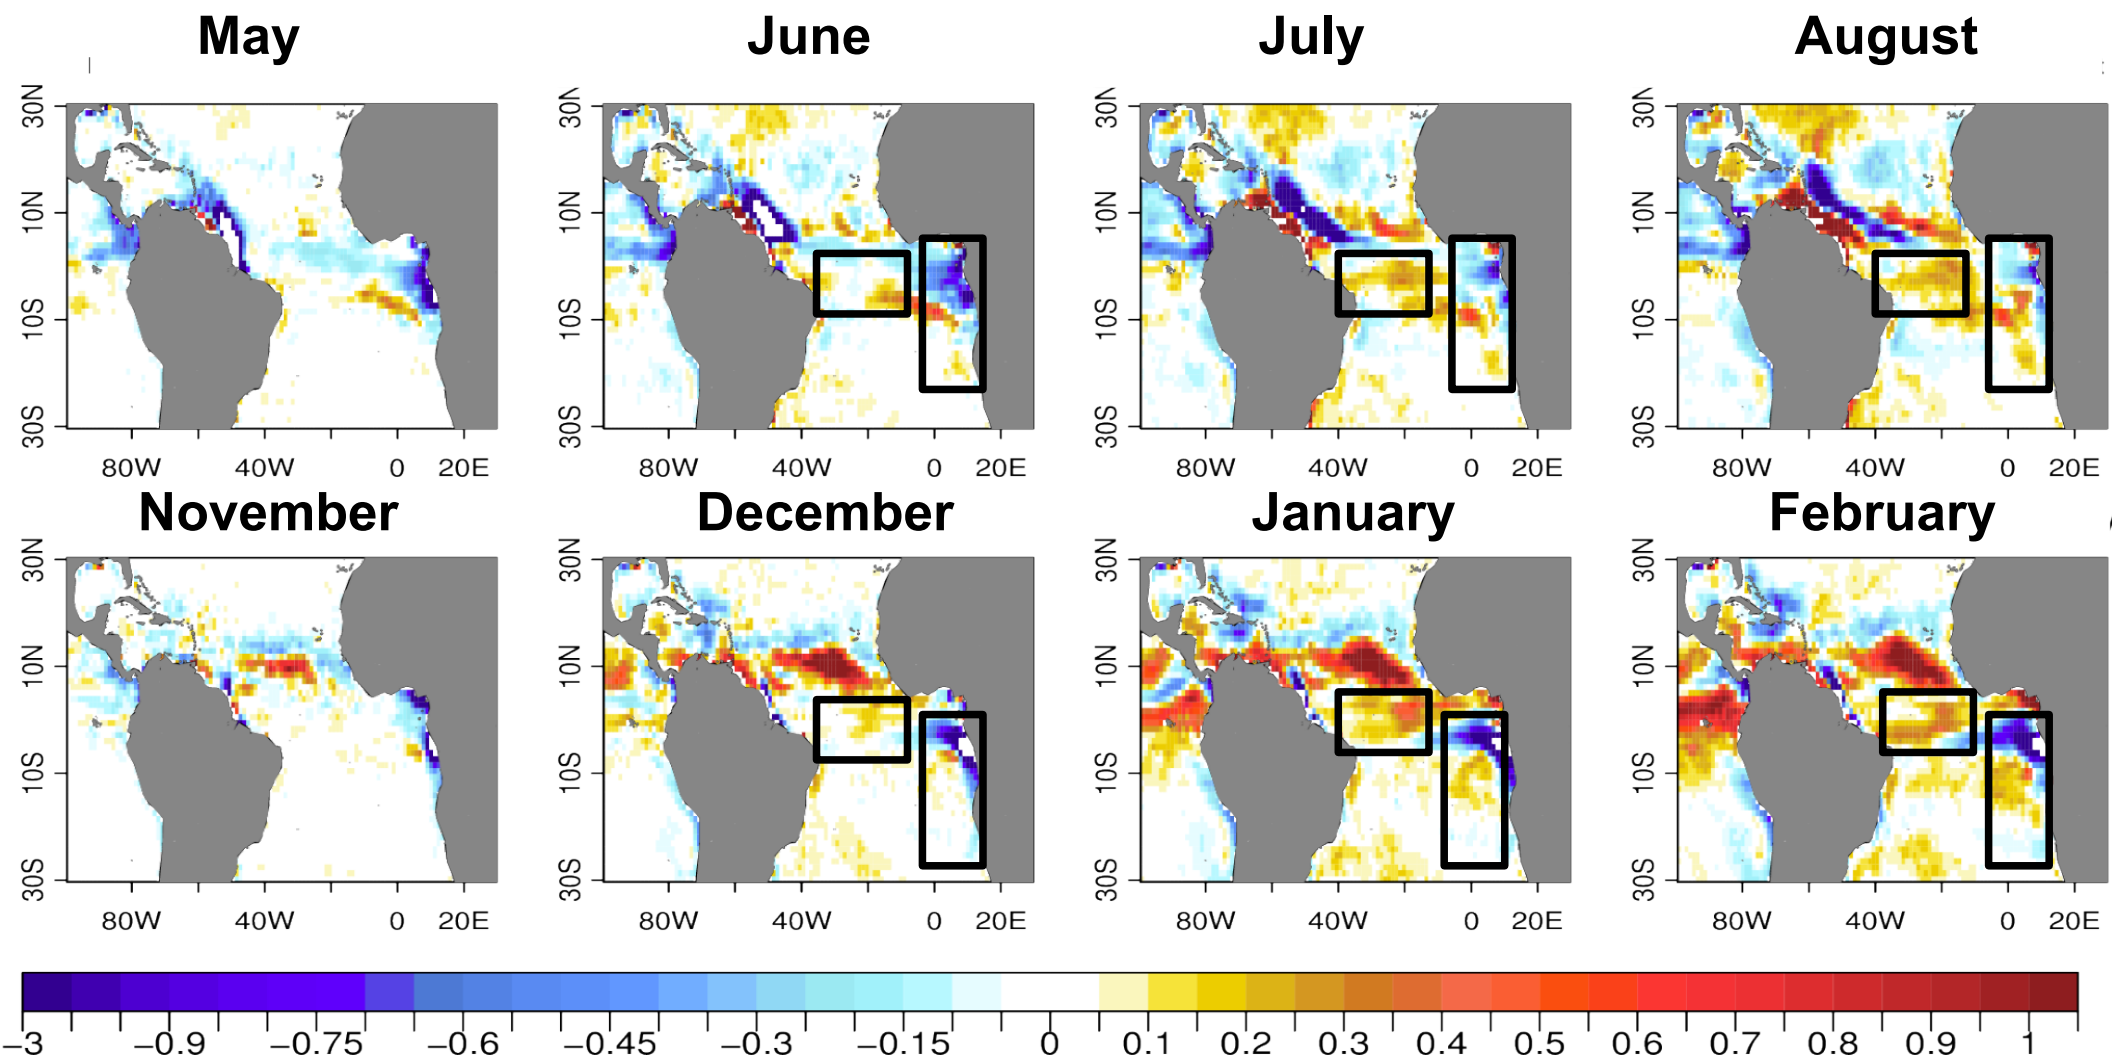 May June July August
30N 10N 10S 30S 30N 10N 10S 30S 30N 10N 10S 30S 30N 10N 10S 30S
80W 40W 0 20E 80W 40W 0 20E 80W 40W 0 20E 80W 40W 0 20E
November December January February
30N 10N 10S 30S 30N 10N 10S 30S 30N 10N 10S 30S 30N 10N 10S 30S
80W 40W 0 20E 80W 40W 0 20E 80W 40W 0 20E 80W 40W 0 20E
−3 −0.9 −0.75 −0.6 −0.45 −0.3 −0.15 0 0.1 0.2 0.3 0.4 0.5 0.6 0.7 0.8 0.9 1